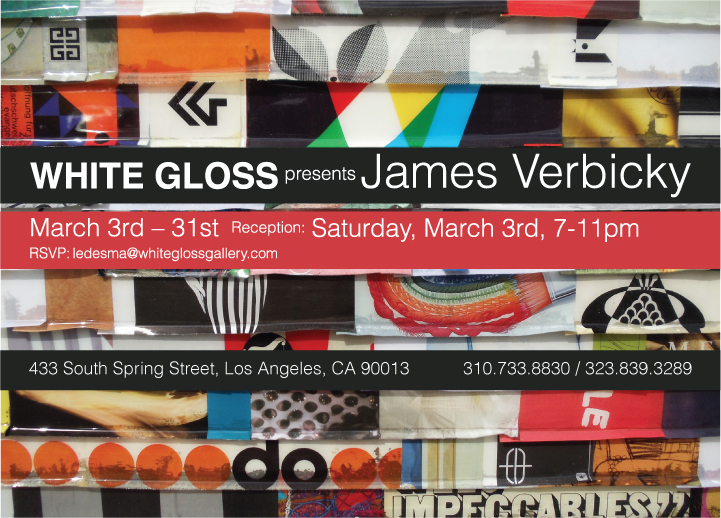 WHITE GLOSS presents James Verbicky
March 3rd – 31st Reception: Saturday, March 3rd, 7-11pm
RSVP: ledesma@whiteglossgallery.com
433 South Spring Street, Los Angeles, CA 90013 310.733.8830 / 323.839.3289
do
IMPECCABLES